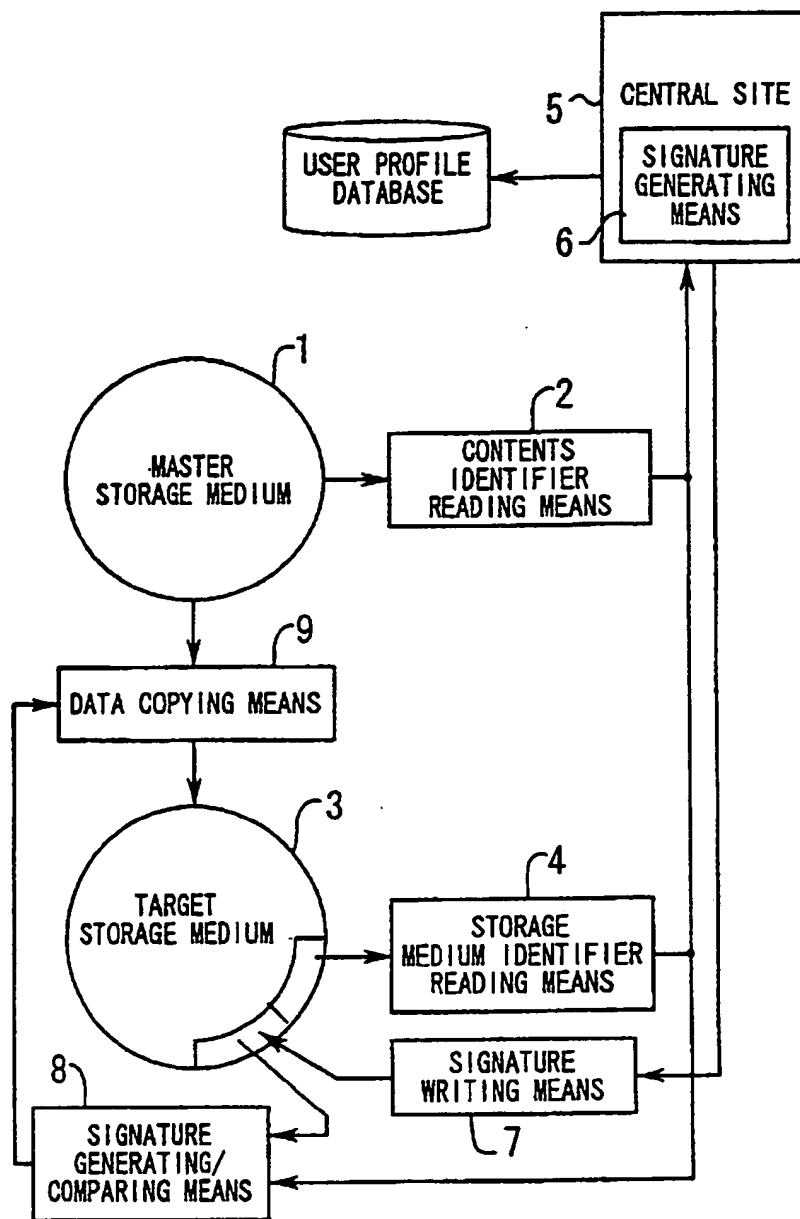 5
CENTRAL SITE
USER PROFILE
DATABASE
SIGNATURE
GENERATING
MEANS
6
1
2
MASTER
STORAGE MEDIUM
CONTENTS
IDENTIFIER
READING MEANS
9
DATA COPYING MEANS
3
4
TARGET
STORAGE MEDIUM
STORAGE
MEDIUM IDENTIFIER
READING MEANS
8
SIGNATURE
WRITING MEANS
7
SIGNATURE
GENERATING/
COMPARING MEANS